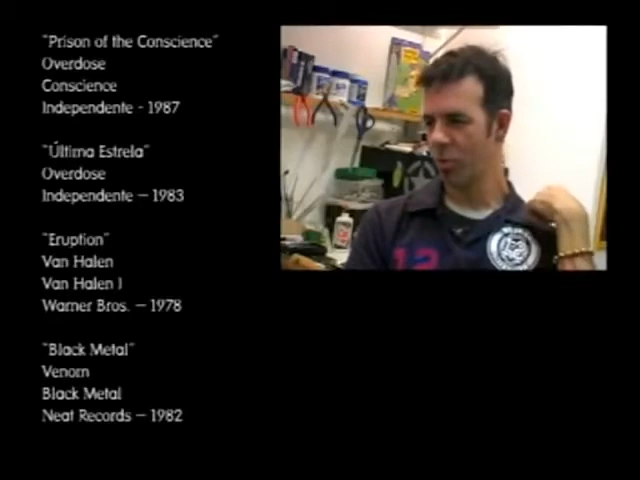 "Prison of the Conscience"
Overdose
Conscience
Independente - 1987
"Última Estrela"
Overdose
Independente – 1983
"Eruption"
Van Halen
Van Halen I
Warner Bros. – 1978
"Black Metal"
Venom
Black Metal
Neat Records – 1982
12